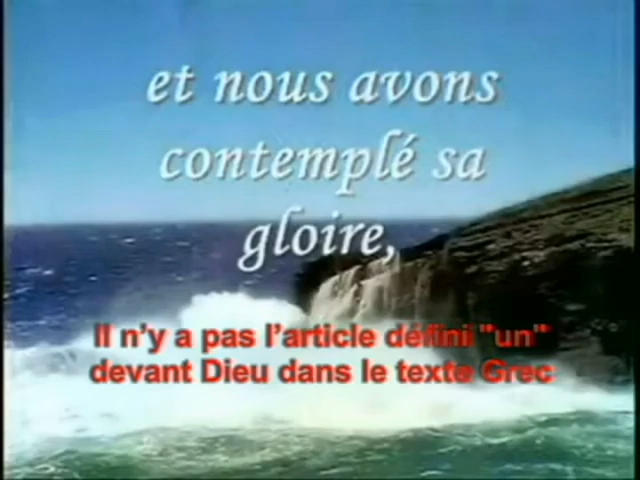 et nous avons
contemplé sa
gloire,
Il n'y a pas l'article défini "un"
devant Dieu dans le texte Grec